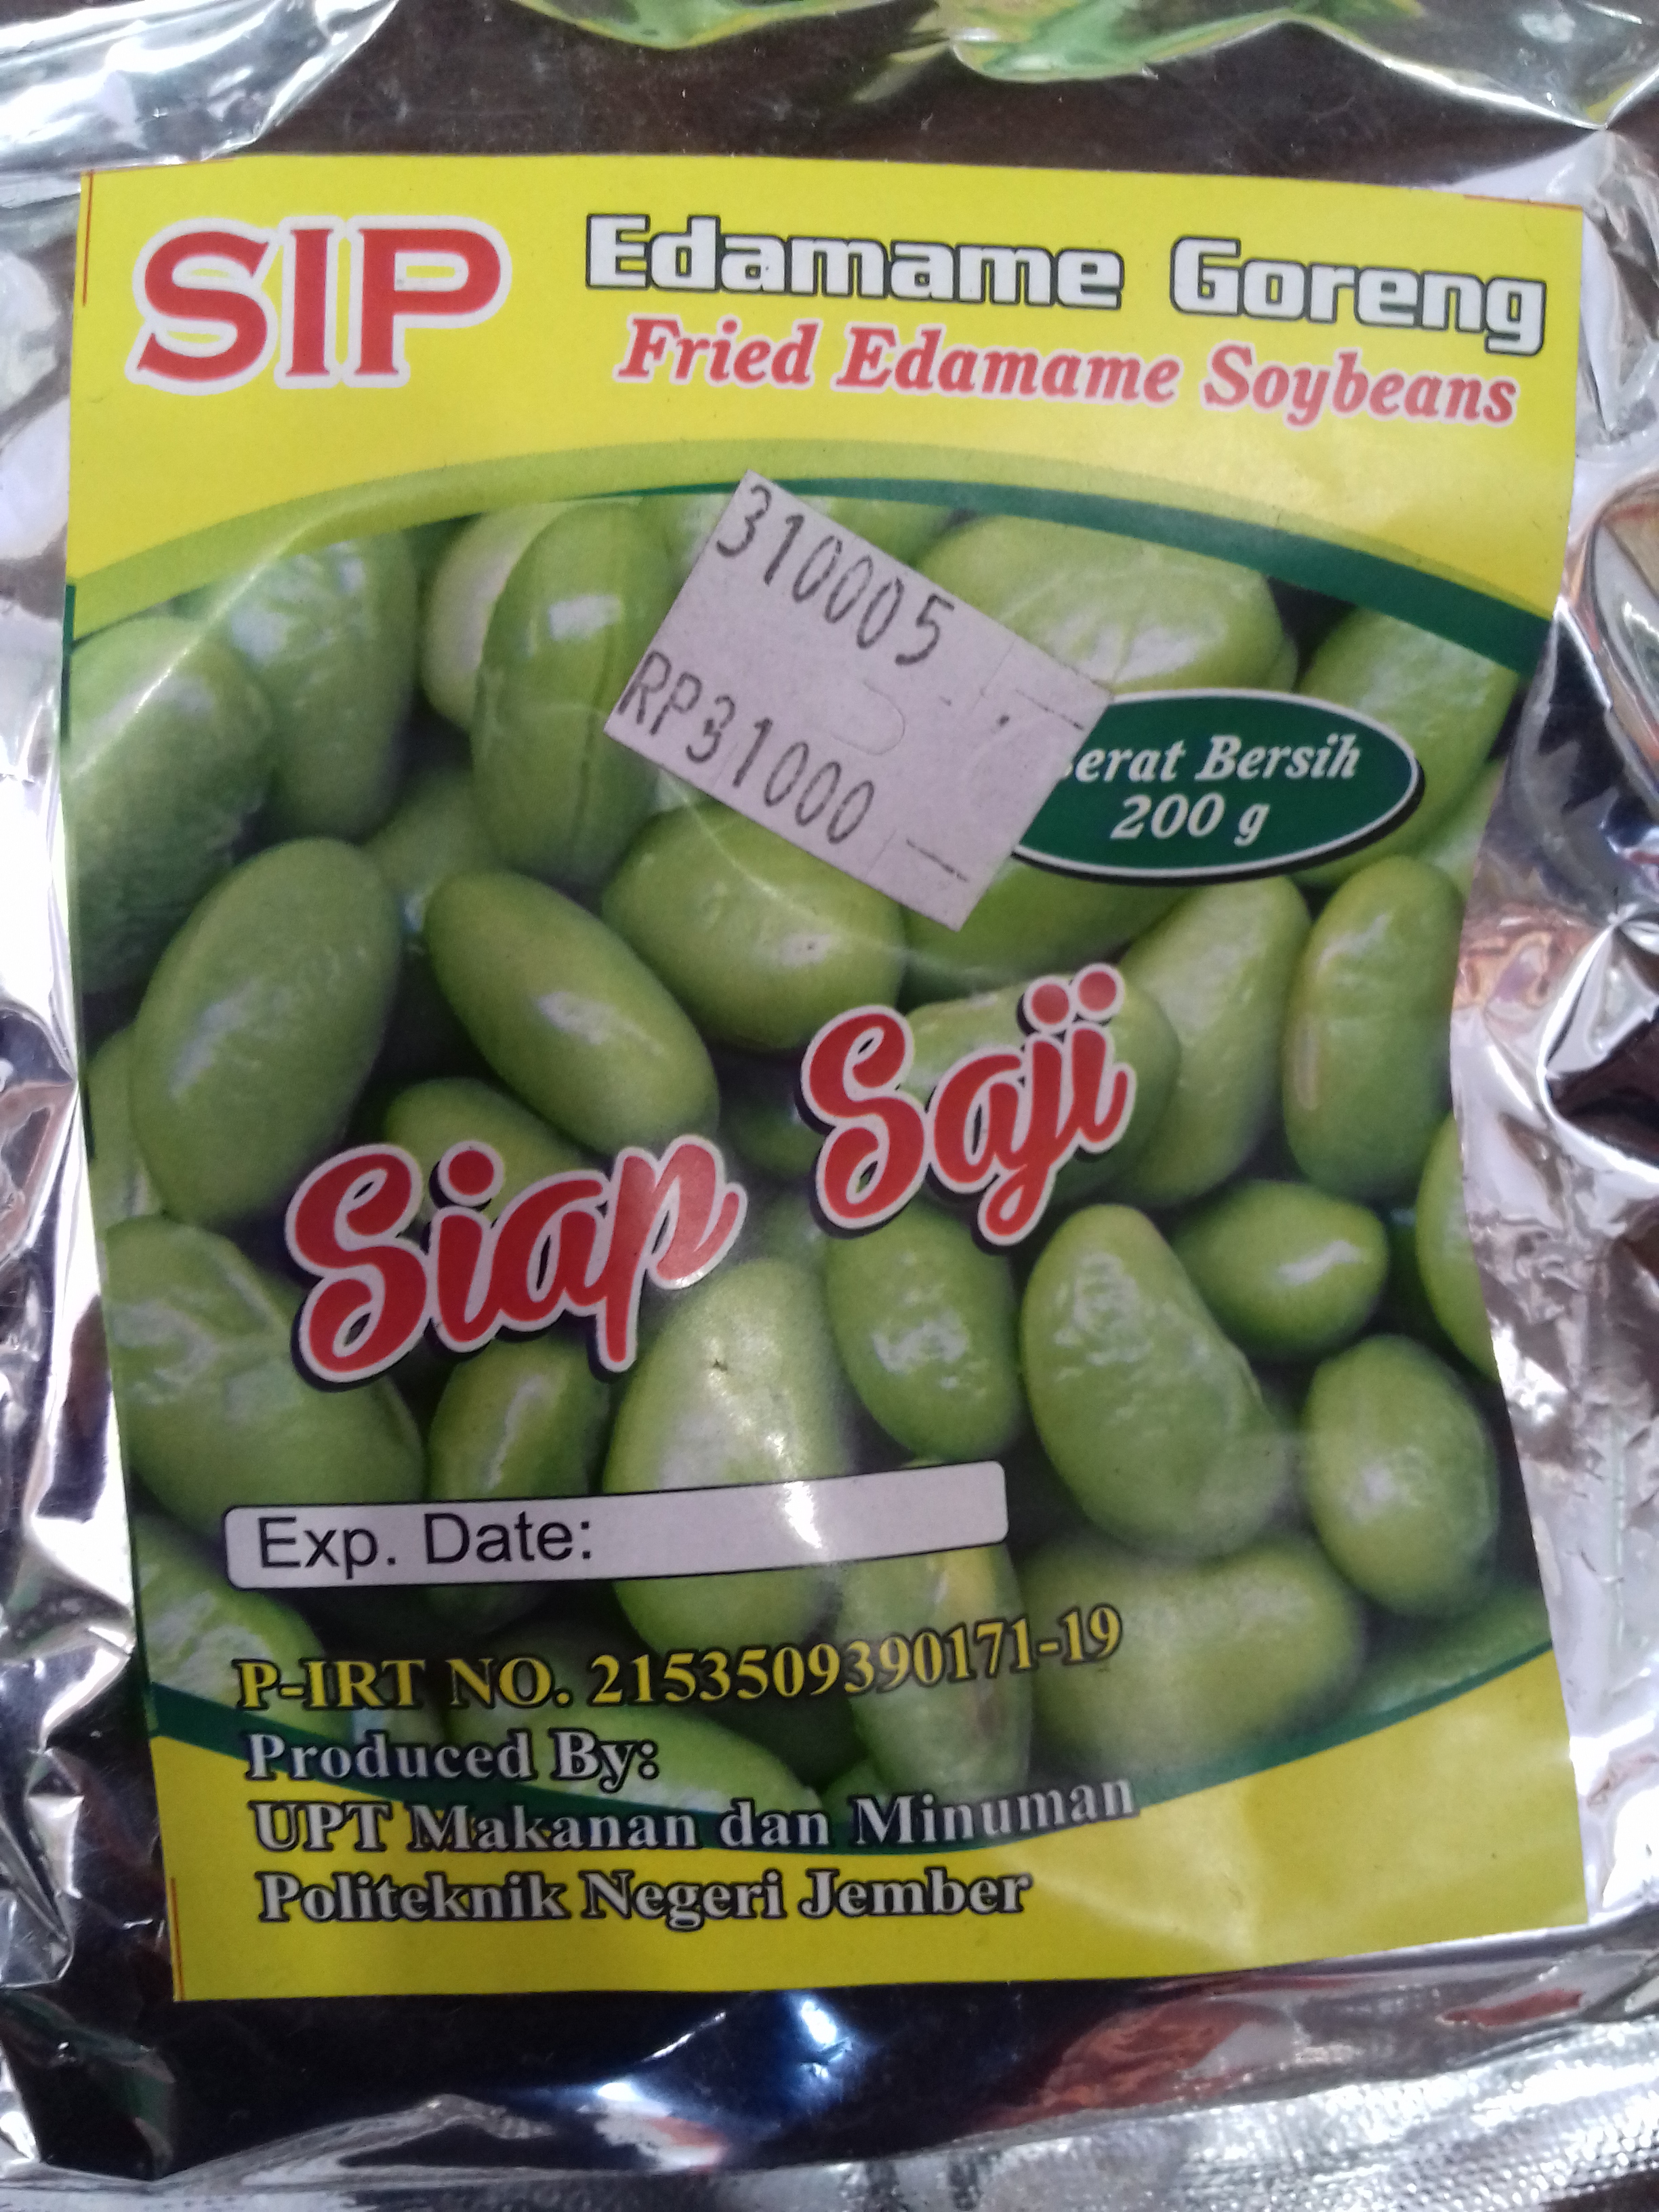 SIP
Edamame Goreng
Fried Edamame Soybeans
310005
RP31000
Bersih
200 g
Siap Saji
Exp. Date:
P-IRT NO. 2153509390171-19
Produced By:
UPT Makanan dan Minuman
Politeknik Negeri Jember